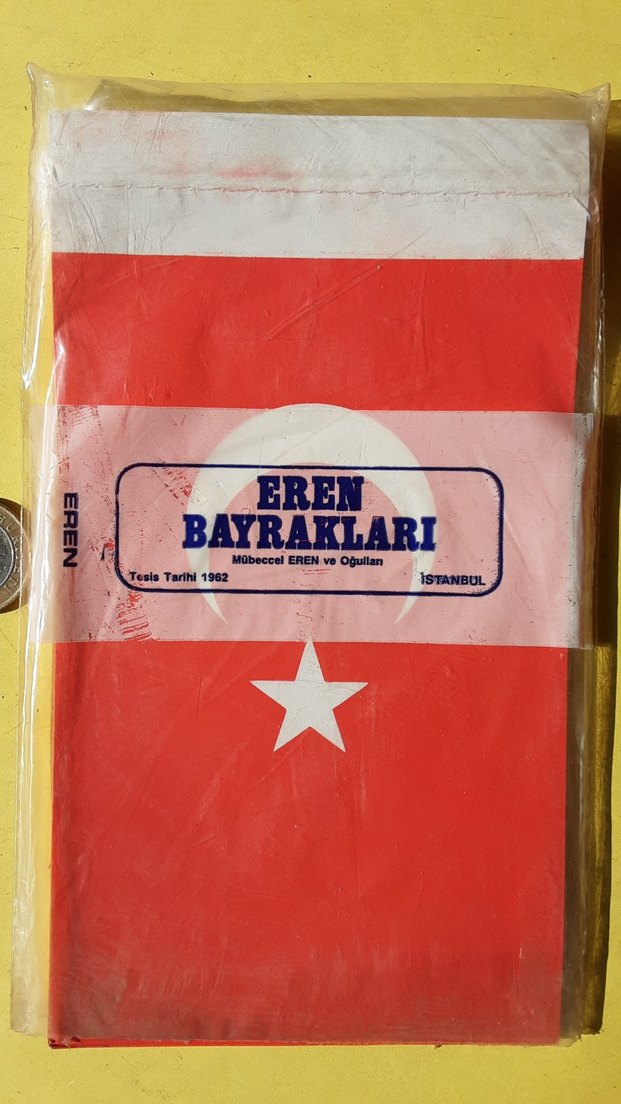 EREN
BAYRAKLARI
Mübeccel EREN ve Oğulları
Tesis Tarihi 1962
İSTANBUL
EREN